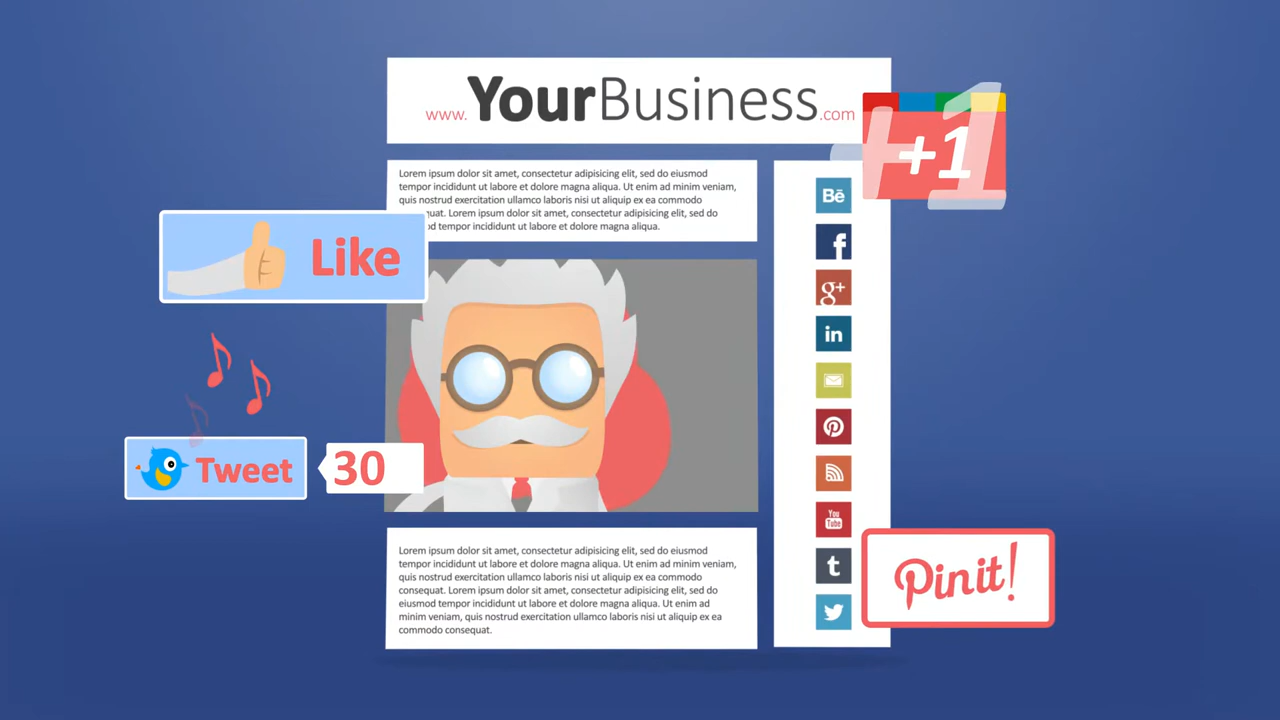 www.YourBusiness.com
+1
+1
Lorem ipsum dolor sit amet, consectetur adipisicing elit, sed do eiusmod
tempor incididunt ut labore et dolore magna aliqua. Ut enim ad minim veniam,
quis nostrud exercitation ullamco laboris nisi ut aliquip ex ea commodo
quat. Lorem ipsum dolor sit amet, consectetur adipisicing elit, sed do
d tempor incididunt ut labore et dolore magna aliqua.
Like
Tweet
30
Lorem ipsum dolor sit amet, consectetur adipisicing elit, sed do eiusmod
tempor incididunt ut labore et dolore magna aliqua. Ut enim ad minim veniam,
quis nostrud exercitation ullamco laboris nisi ut aliquip ex ea commodo
consequat. Lorem ipsum dolor sit amet, consectetur adipisicing elit, sed do
eiusmod tempor incididunt ut labore et dolore magna aliqua. Ut enim ad
minim veniam, quis nostrud exercitation ullamco laboris nisi ut aliquip ex ea
commodo consequat.
Bē
f
g+
in
You
Tube
t
Pin it!